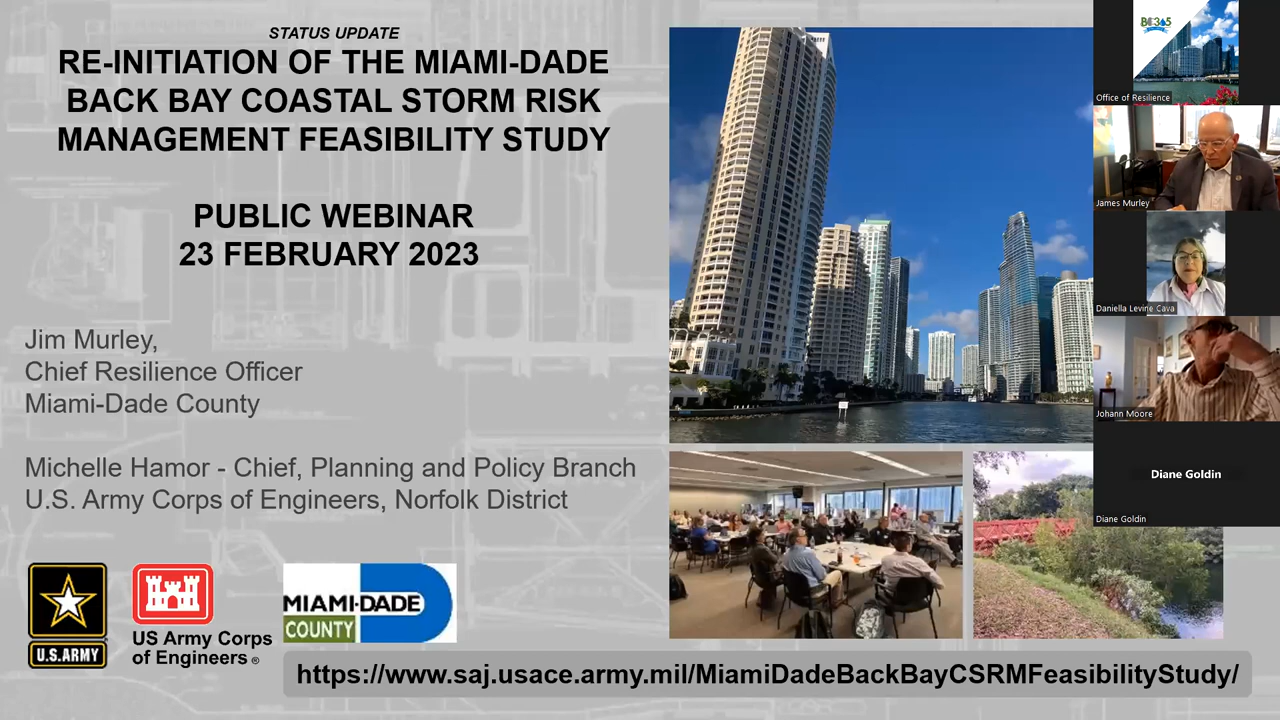 STATUS UPDATE
RE-INITIATION OF THE MIAMI-DADE
BACK BAY COASTAL STORM RISK
MANAGEMENT FEASIBILITY STUDY
PUBLIC WEBINAR
23 FEBRUARY 2023
Jim Murley,
Chief Resilience Officer
Miami-Dade County
Michelle Hamor - Chief, Planning and Policy Branch
U.S. Army Corps of Engineers, Norfolk District
U.S. ARMY
US Army Corps
of Engineers ®
MIAMI-DADE
COUNTY
https://www.saj.usace.army.mil/MiamiDadeBackBayCSRMFeasibilityStudy/
Office of Resilience
James Murley
Daniella Levine Cava
Johann Moore
Diane Goldin
Diane Goldin